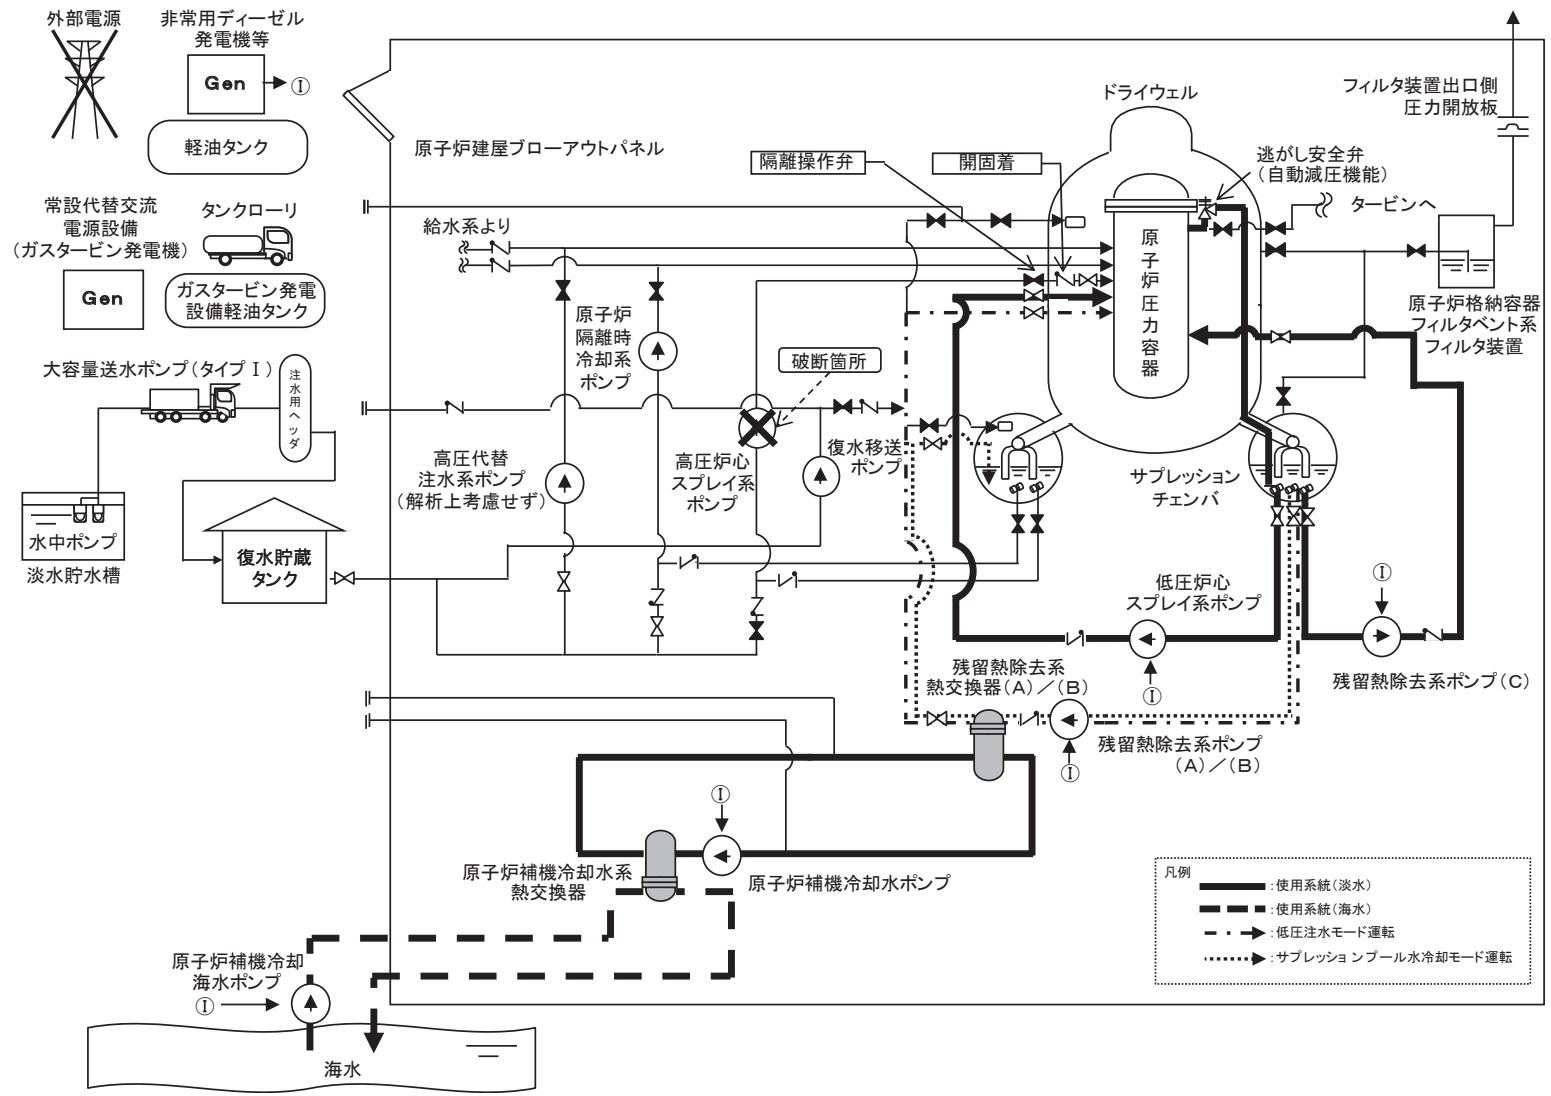 外部電源
非常用ディーゼル
発電機等
Gen
Ⓘ
軽油タンク
常設代替交流
電源設備
(ガスタービン発電機)
タンクローリ
Gen
ガスタービン発電
設備軽油タンク
大容量送水ポンプ(タイプⅠ)
注水用ヘッダ
水中ポンプ
淡水貯水槽
復水貯蔵
タンク
原子炉建屋ブローアウトパネル
給水系より
隔離操作弁
開固着
ドライウェル
逃がし安全弁
(自動減圧機能)
タービンへ
フィルタ装置出口側
圧力開放板
原子炉格納容器
フィルタベント系
フィルタ装置
原子炉圧力容器
原子炉
隔離時
冷却系
ポンプ
破断箇所
高圧代替
注水系ポンプ
(解析上考慮せず)
高圧炉心
スプレイ系
ポンプ
復水移送
ポンプ
サプレッション
チェンバ
低圧炉心
スプレイ系ポンプ
Ⓘ
Ⓘ
残留熱除去系ポンプ(C)
残留熱除去系
熱交換器(A)/(B)
残留熱除去系ポンプ
(A)/(B)
Ⓘ
Ⓘ
原子炉補機冷却水系
熱交換器
原子炉補機冷却水ポンプ
原子炉補機冷却
海水ポンプ
Ⓘ
海水
凡例
:使用系統(淡水)
:使用系統(海水)
:低圧注水モード運転
:サプレッションプール水冷却モード運転